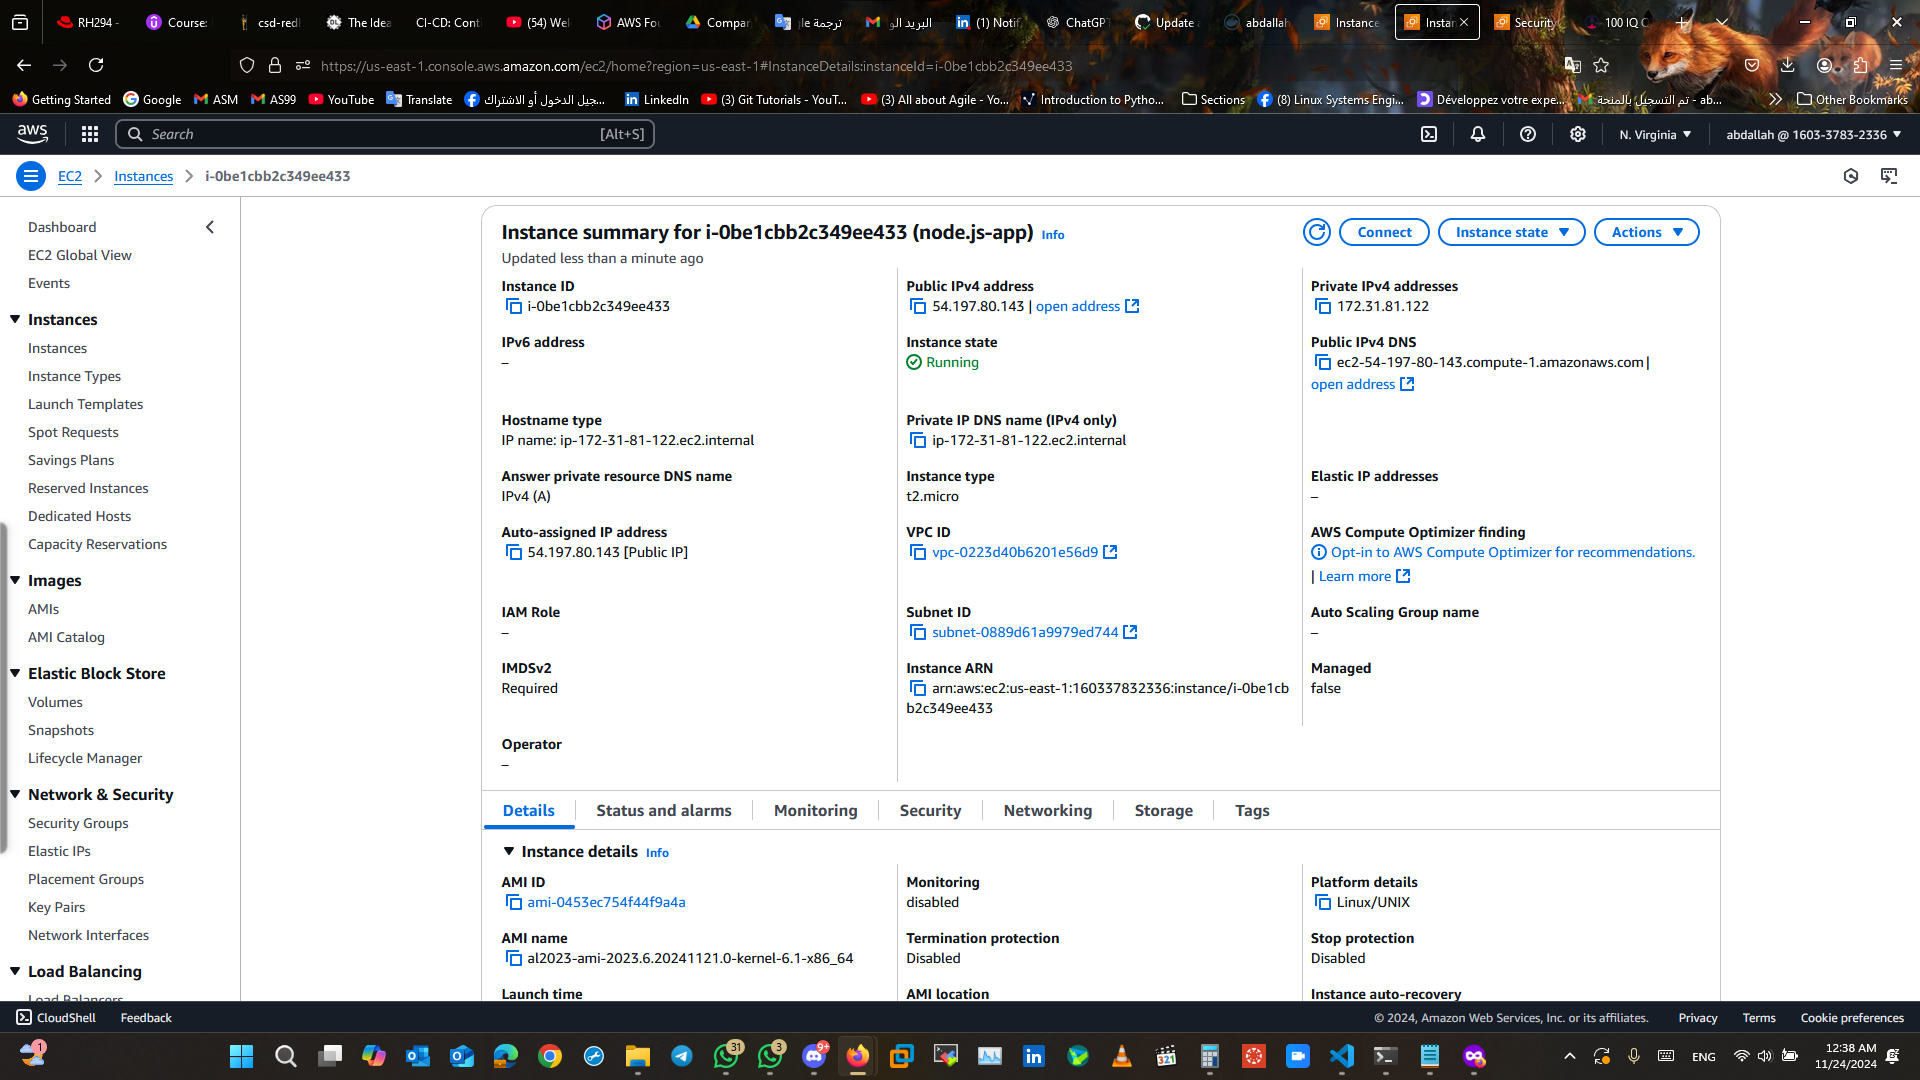 RH294 -
Course:
csd-redl
The Idea
CI-CD: Conti
(54) Wel
AWS Fou
Compar
ترجمة gle
البريد الو
(1) Notif
ChatGPT
Update
abdallah
Instance
Instar
Security
100 IQ C
https://us-east-1.console.aws.amazon.com/ec2/home?region=us-east-1#InstanceDetails:instanceId=i-0be1cbb2c349ee433
Getting Started
Google
ASM
AS99
YouTube
Translate
...جيل الدخول أو الاشتراك
LinkedIn
(3) Git Tutorials - YouT...
(3) All about Agile - Yo...
Introduction to Pytho...
Sections
(8) Linux Systems Engi...
Développez votre expe...
تم التسجيل بالمنحة - ab...
Other Bookmarks
aws
Search
[Alt+S]
N. Virginia
abdallah @ 1603-3783-2336
EC2
Instances
i-0be1cbb2c349ee433
Dashboard
EC2 Global View
Events
Instances
Instances
Instance Types
Launch Templates
Spot Requests
Savings Plans
Reserved Instances
Dedicated Hosts
Capacity Reservations
Images
AMIs
AMI Catalog
Elastic Block Store
Volumes
Snapshots
Lifecycle Manager
Network & Security
Security Groups
Elastic IPs
Placement Groups
Key Pairs
Network Interfaces
Load Balancing
Load Balancers
Instance summary for i-0be1cbb2c349ee433 (node.js-app) Info
Updated less than a minute ago
Connect
Instance state
Actions
Instance ID
i-0be1cbb2c349ee433
Public IPv4 address
54.197.80.143 | open address
Private IPv4 addresses
172.31.81.122
IPv6 address
–
Instance state
Running
Public IPv4 DNS
ec2-54-197-80-143.compute-1.amazonaws.com |
open address
Hostname type
IP name: ip-172-31-81-122.ec2.internal
Private IP DNS name (IPv4 only)
ip-172-31-81-122.ec2.internal
Answer private resource DNS name
IPv4 (A)
Instance type
t2.micro
Elastic IP addresses
–
Auto-assigned IP address
54.197.80.143 [Public IP]
VPC ID
vpc-0223d40b6201e56d9
AWS Compute Optimizer finding
Opt-in to AWS Compute Optimizer for recommendations.
| Learn more
IAM Role
–
Subnet ID
subnet-0889d61a9979ed744
Auto Scaling Group name
–
IMDSv2
Required
Instance ARN
arn:aws:ec2:us-east-1:160337832336:instance/i-0be1cb
b2c349ee433
Managed
false
Operator
–
Details
Status and alarms
Monitoring
Security
Networking
Storage
Tags
Instance details Info
AMI ID
ami-0453ec754f44f9a4a
Monitoring
disabled
Platform details
Linux/UNIX
AMI name
al2023-ami-2023.6.20241121.0-kernel-6.1-x86_64
Termination protection
Disabled
Stop protection
Disabled
Launch time
AMI location
Instance auto-recovery
CloudShell
Feedback
© 2024, Amazon Web Services, Inc. or its affiliates.
Privacy
Terms
Cookie preferences
1
31
3
9+
321
ENG
12:38 AM
11/24/2024